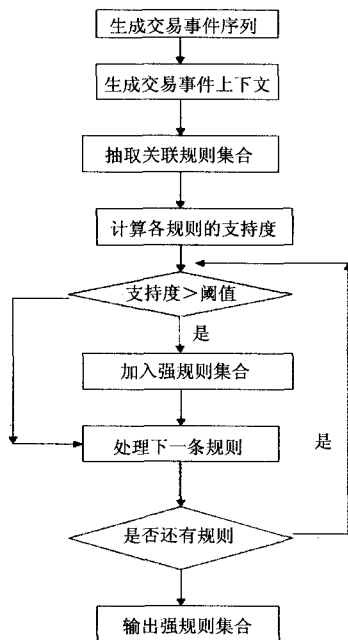 生成交易事件序列
生成交易事件上下文
抽取关联规则集合
计算各规则的支持度
支持度>阈值
是
加入强规则集合
处理下一条规则
是
是否还有规则
输出强规则集合